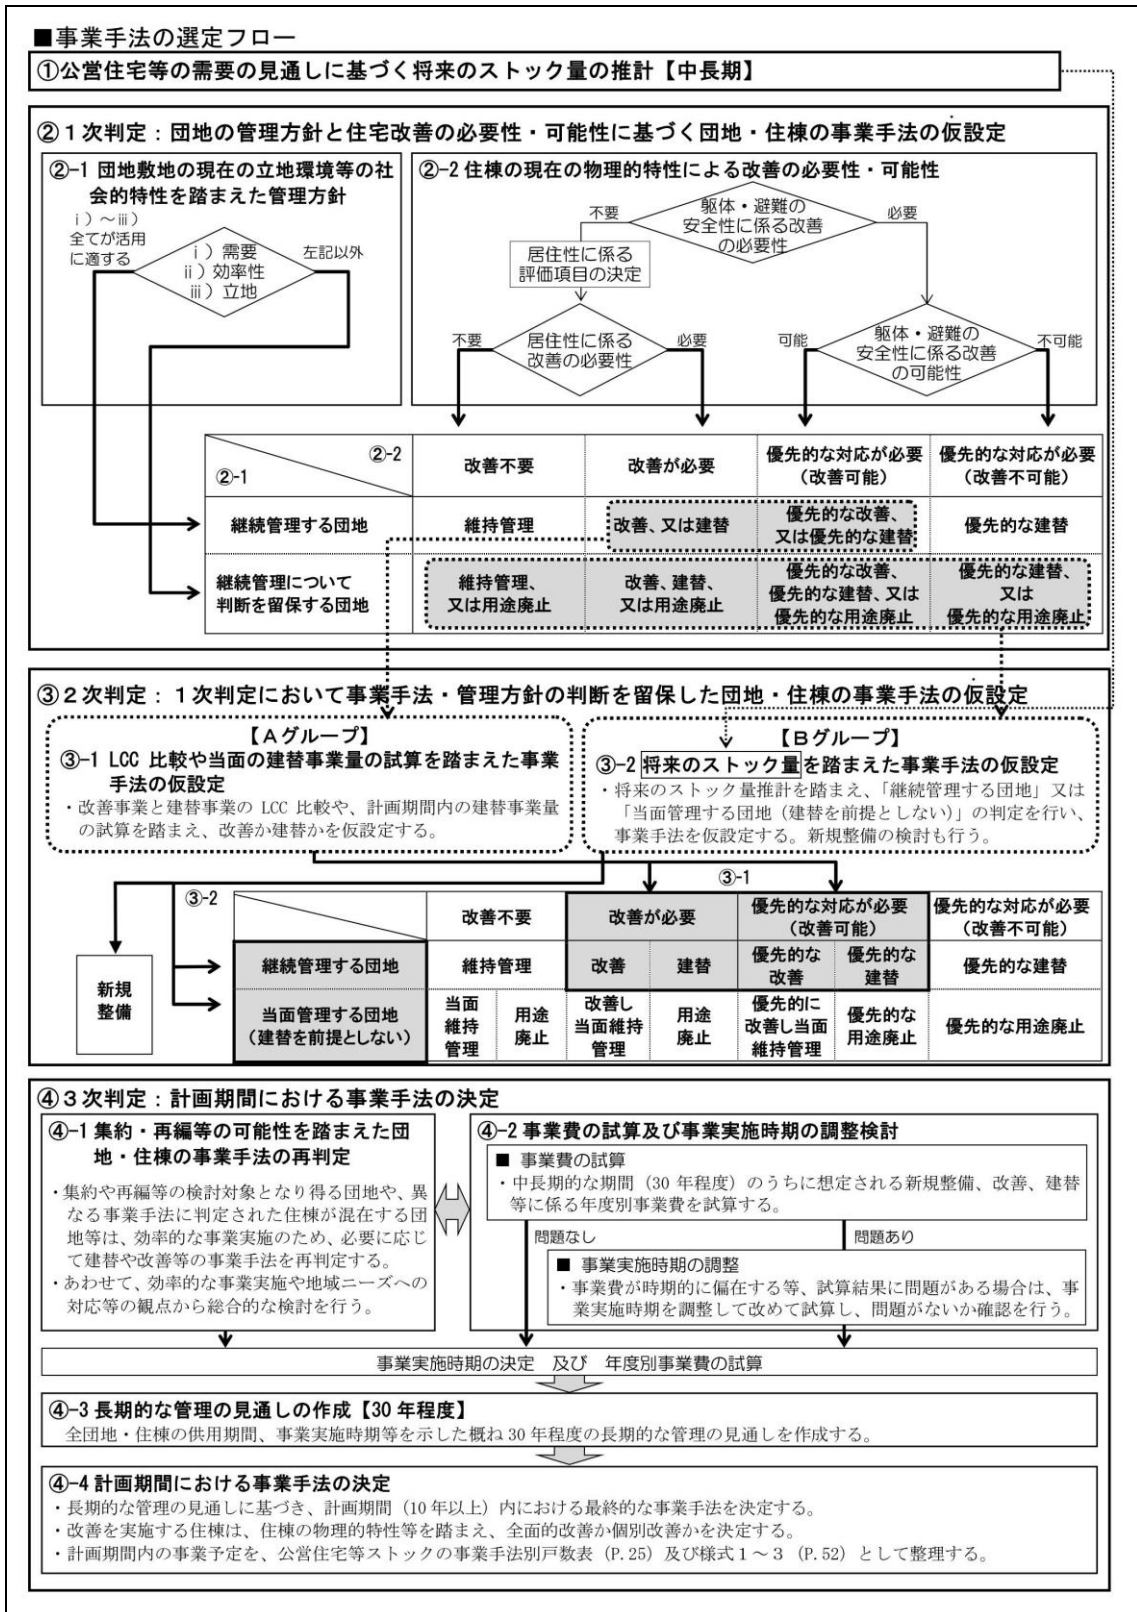 ■事業手法の選定フロー
①公営住宅等の需要の見通しに基づく将来のストック量の推計【中長期】
②１次判定：団地の管理方針と住宅改善の必要性・可能性に基づく団地・住棟の事業手法の仮設定
②-1 団地敷地の現在の立地環境等の社
会的特性を踏まえた管理方針
ⅰ）～ⅲ）
全てが活用
に適する
ⅰ）需要
ⅱ）効率性
ⅲ）立地
左記以外
②-2 住棟の現在の物理的特性による改善の必要性・可能性
不要
躯体・避難の
安全性に係る改善
の必要性
必要
居住性に係る
評価項目の決定
不要
居住性に係る
改善の必要性
必要
可能
躯体・避難の
安全性に係る改善
の可能性
不可能
②-2
②-1
改善不要
改善が必要
優先的な対応が必要
（改善可能）
優先的な対応が必要
（改善不可能）
継続管理する団地
維持管理
改善、又は建替
優先的な改善、
又は優先的な建替
優先的な建替
継続管理について
判断を留保する団地
維持管理、
又は用途廃止
改善、建替、
又は用途廃止
優先的な改善、
優先的な建替、又は
優先的な用途廃止
優先的な建替、
又は
優先的な用途廃止
③２次判定：１次判定において事業手法・管理方針の判断を留保した団地・住棟の事業手法の仮設定
【Ａグループ】
③-1 LCC 比較や当面の建替事業量の試算を踏まえた事業
手法の仮設定
・改善事業と建替事業の LCC 比較や、計画期間内の建替事業量
の試算を踏まえ、改善か建替かを仮設定する。
【Ｂグループ】
③-2 将来のストック量を踏まえた事業手法の仮設定
・将来のストック量推計を踏まえ、「継続管理する団地」又は
「当面管理する団地（建替を前提としない）」の判定を行い、
事業手法を仮設定する。新規整備の検討も行う。
③-2
③-1
新規
整備
改善不要
改善が必要
優先的な対応が必要
（改善可能）
優先的な対応が必要
（改善不可能）
継続管理する団地
維持管理
改善
建替
優先的な
改善
優先的な
建替
優先的な建替
当面管理する団地
（建替を前提としない）
当面
維持
管理
用途
廃止
改善し
当面維持
管理
用途
廃止
優先的に
改善し当面
維持管理
優先的な
用途廃止
優先的な用途廃止
④３次判定：計画期間における事業手法の決定
④-1 集約・再編等の可能性を踏まえた団
地・住棟の事業手法の再判定
・集約や再編等の検討対象となり得る団地や、異
なる事業手法に判定された住棟が混在する団
地等は、効率的な事業実施のため、必要に応じ
て建替や改善等の事業手法を再判定する。
・あわせて、効率的な事業実施や地域ニーズへの
対応等の観点から総合的な検討を行う。
④-2 事業費の試算及び事業実施時期の調整検討
■ 事業費の試算
・中長期的な期間（30 年程度）のうちに想定される新規整備、改善、建替
等に係る年度別事業費を試算する。
問題なし
問題あり
■ 事業実施時期の調整
・事業費が時期的に偏在する等、試算結果に問題がある場合は、事
業実施時期を調整して改めて試算し、問題がないか確認を行う。
事業実施時期の決定　及び　年度別事業費の試算
④-3 長期的な管理の見通しの作成【30 年程度】
全団地・住棟の供用期間、事業実施時期等を示した概ね 30 年程度の長期的な管理の見通しを作成する。
④-4 計画期間における事業手法の決定
・長期的な管理の見通しに基づき、計画期間（10 年以上）内における最終的な事業手法を決定する。
・改善を実施する住棟は、住棟の物理的特性等を踏まえ、全面的改善か個別改善かを決定する。
・計画期間内の事業予定を、公営住宅等ストックの事業手法別戸数表（P.25）及び様式１～３（P.52）として整理する。